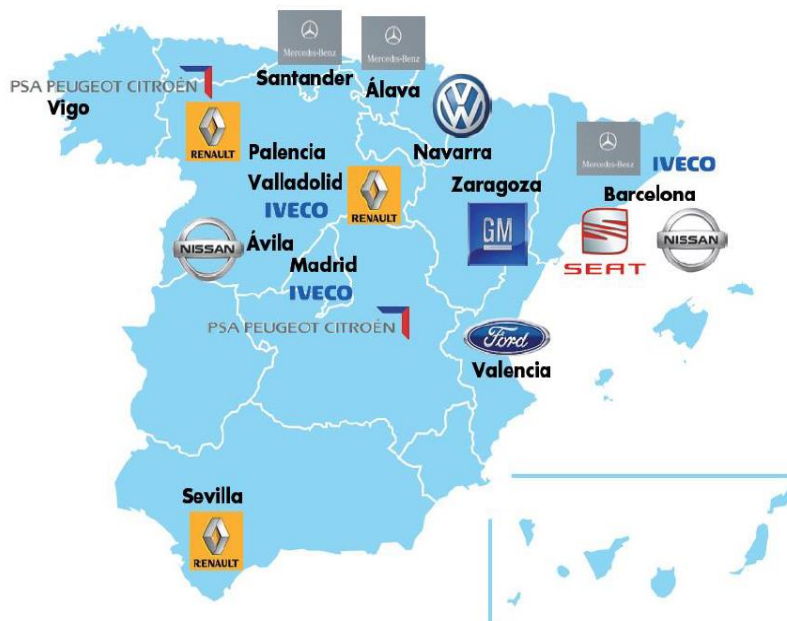 Mercedes-Benz
Mercedes-Benz
Santander
Álava
PSA PEUGEOT CITROËN
Vigo
RENAULT
Palencia
Navarra
Mercedes-Benz
IVECO
Valladolid
IVECO
RENAULT
Zaragoza
GM
Barcelona
SEAT
NISSAN
NISSAN
Ávila
Madrid
IVECO
PSA PEUGEOT CITROËN
Ford
Valencia
Sevilla
RENAULT